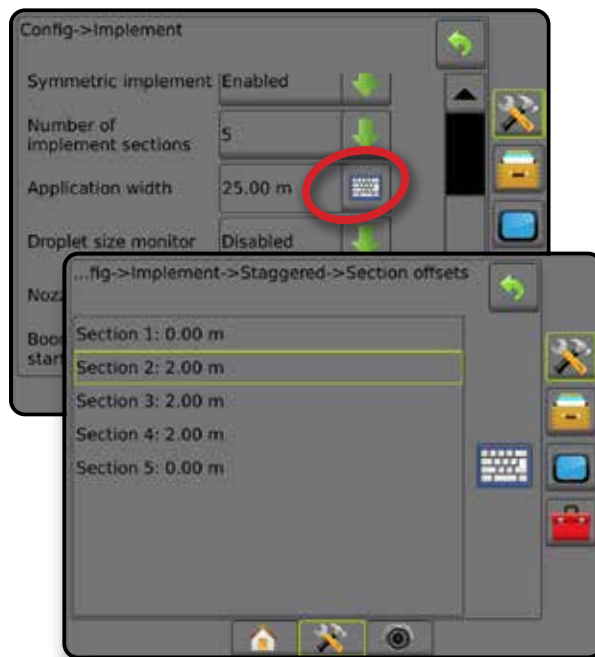 Config->Implement
Symmetric implement Enabled
Number of
implement sections 5
Application width 25.00 m
Droplet size monitor Disabled
...fig->Implement->Staggered->Section offsets
Section 1: 0.00 m
Section 2: 2.00 m
Section 3: 2.00 m
Section 4: 2.00 m
Section 5: 0.00 m